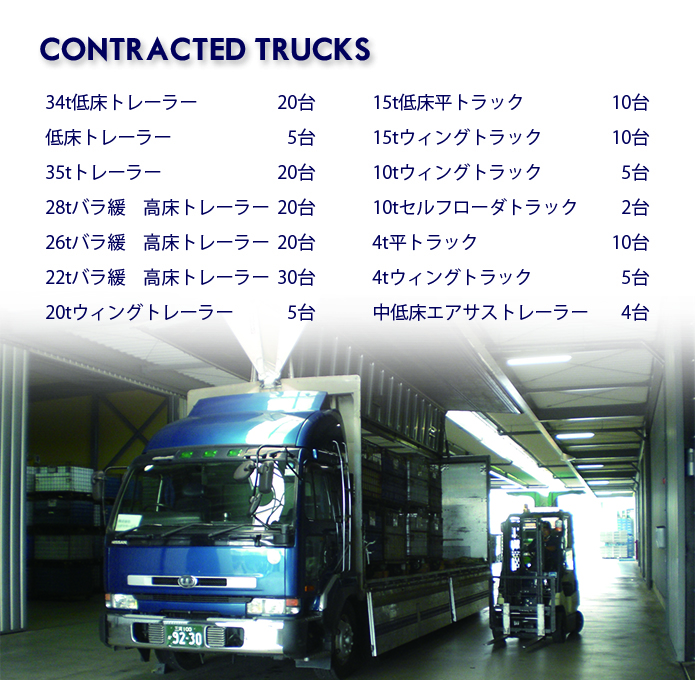 CONTRACTED TRUCKS
34t低床トレーラー 20台
低床トレーラー 5台
35tトレーラー 20台
28tバラ緩　高床トレーラー 20台
26tバラ緩　高床トレーラー 20台
22tバラ緩　高床トレーラー 30台
20tウィングトレーラー 5台
15t低床平トラック 10台
15tウィングトラック 10台
10tウィングトラック 5台
10tセルフローダトラック 2台
4t平トラック 10台
4tウィングトラック 5台
中低床エアサストレーラー 4台
92-30